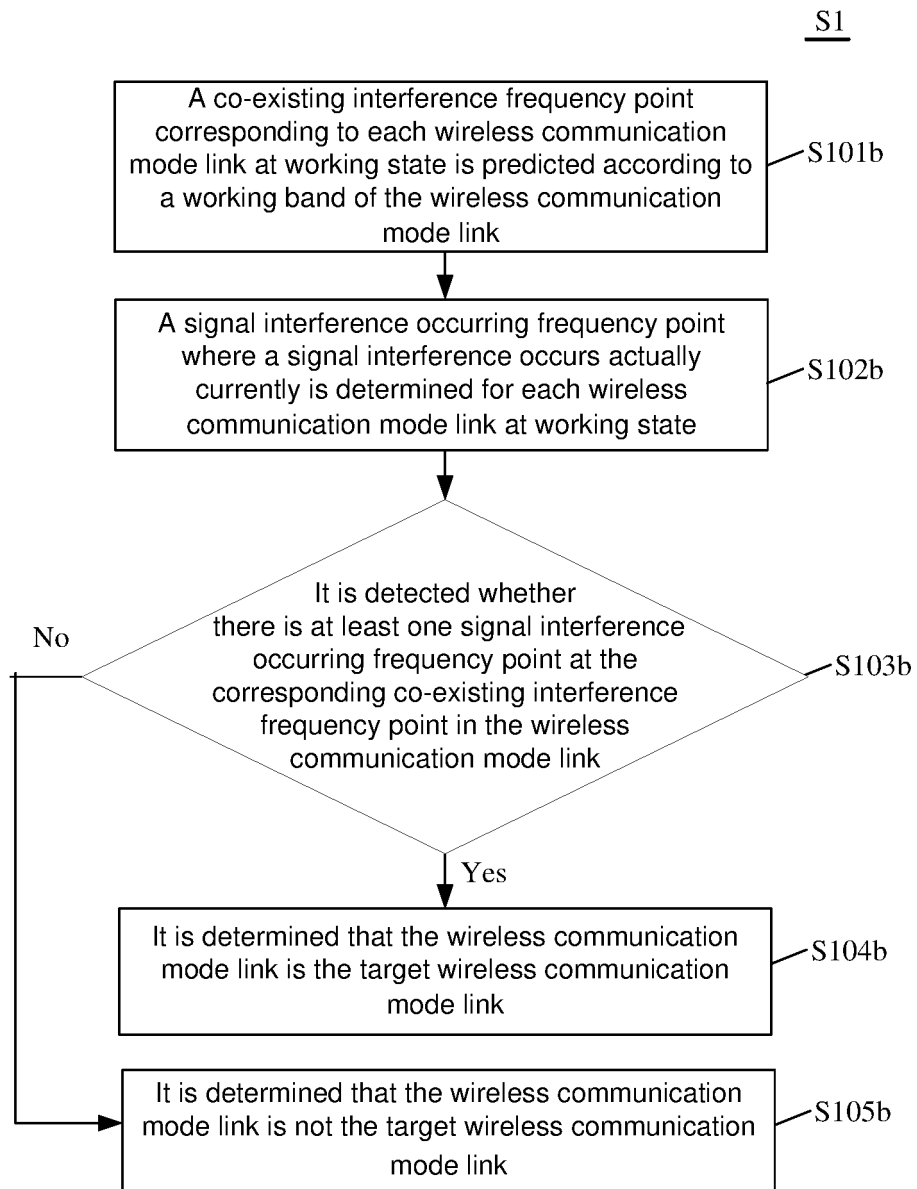 S1
A co-existing interference frequency point
corresponding to each wireless communication
mode link at working state is predicted according to
a working band of the wireless communication
mode link
S101b
A signal interference occurring frequency point
where a signal interference occurs actually
currently is determined for each wireless
communication mode link at working state
S102b
It is detected whether
there is at least one signal interference
occurring frequency point at the
corresponding co-existing interference
frequency point in the wireless
communication mode link
S103b
No
Yes
It is determined that the wireless communication
mode link is the target wireless communication
mode link
S104b
It is determined that the wireless communication
mode link is not the target wireless communication
mode link
S105b